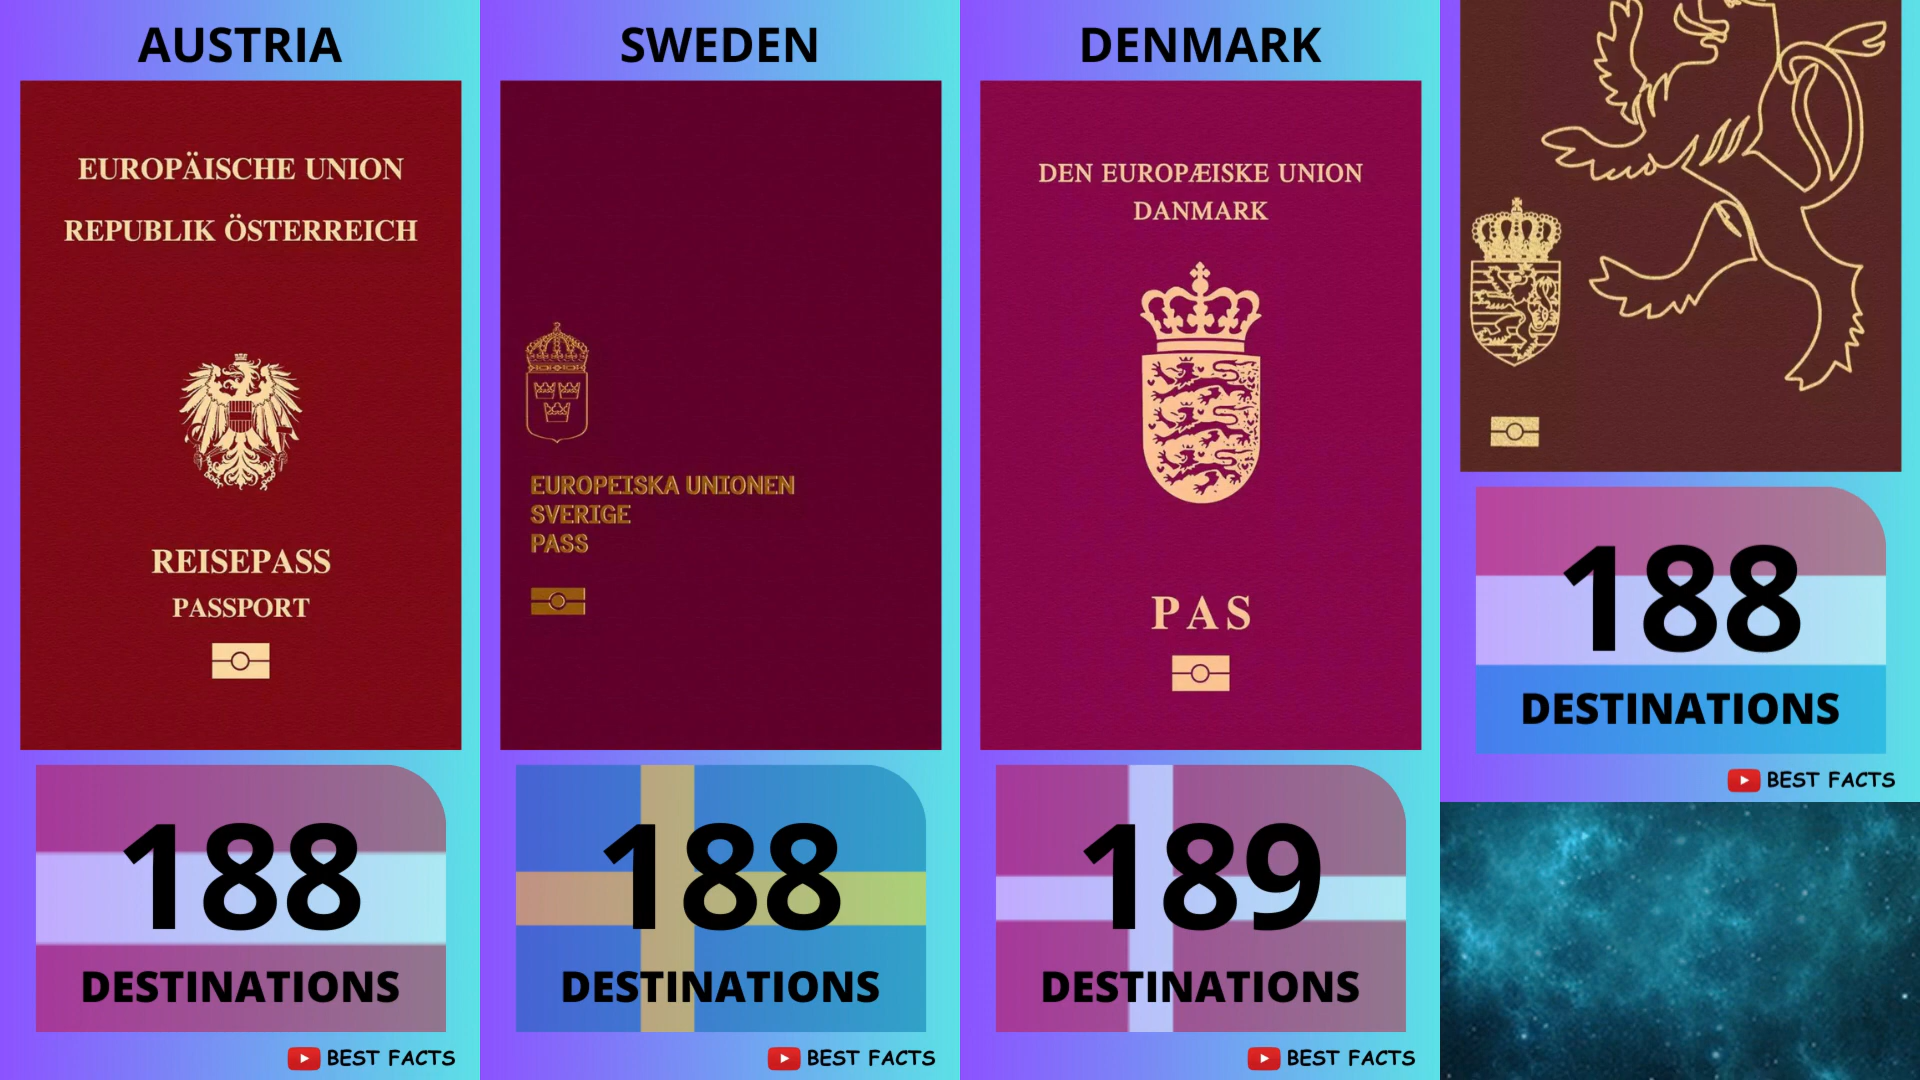 AUSTRIA
EUROPÄISCHE UNION
REPUBLIK ÖSTERREICH
REISEPASS
PASSPORT
188
DESTINATIONS
BEST FACTS
SWEDEN
EUROPEISKA UNIONEN
SVERIGE
PASS
188
DESTINATIONS
BEST FACTS
DENMARK
DEN EUROPÆISKE UNION
DANMARK
PAS
189
DESTINATIONS
BEST FACTS
188
DESTINATIONS
BEST FACTS